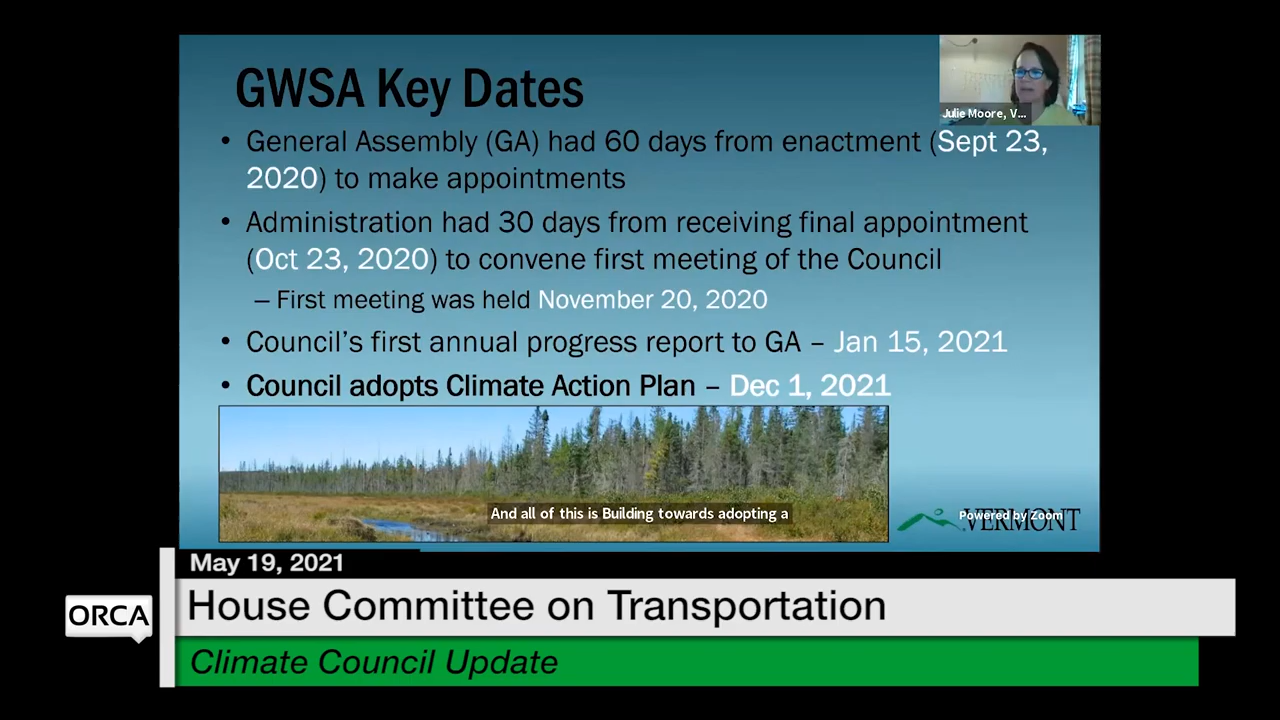 GWSA Key Dates
Julie Moore, V...
• General Assembly (GA) had 60 days from enactment (Sept 23,
2020) to make appointments
• Administration had 30 days from receiving final appointment
(Oct 23, 2020) to convene first meeting of the Council
– First meeting was held November 20, 2020
• Council's first annual progress report to GA – Jan 15, 2021
• Council adopts Climate Action Plan – Dec 1, 2021
And all of this is Building towards adopting a
Powered by Zoom
VERMONT
May 19, 2021
ORCA
House Committee on Transportation
Climate Council Update